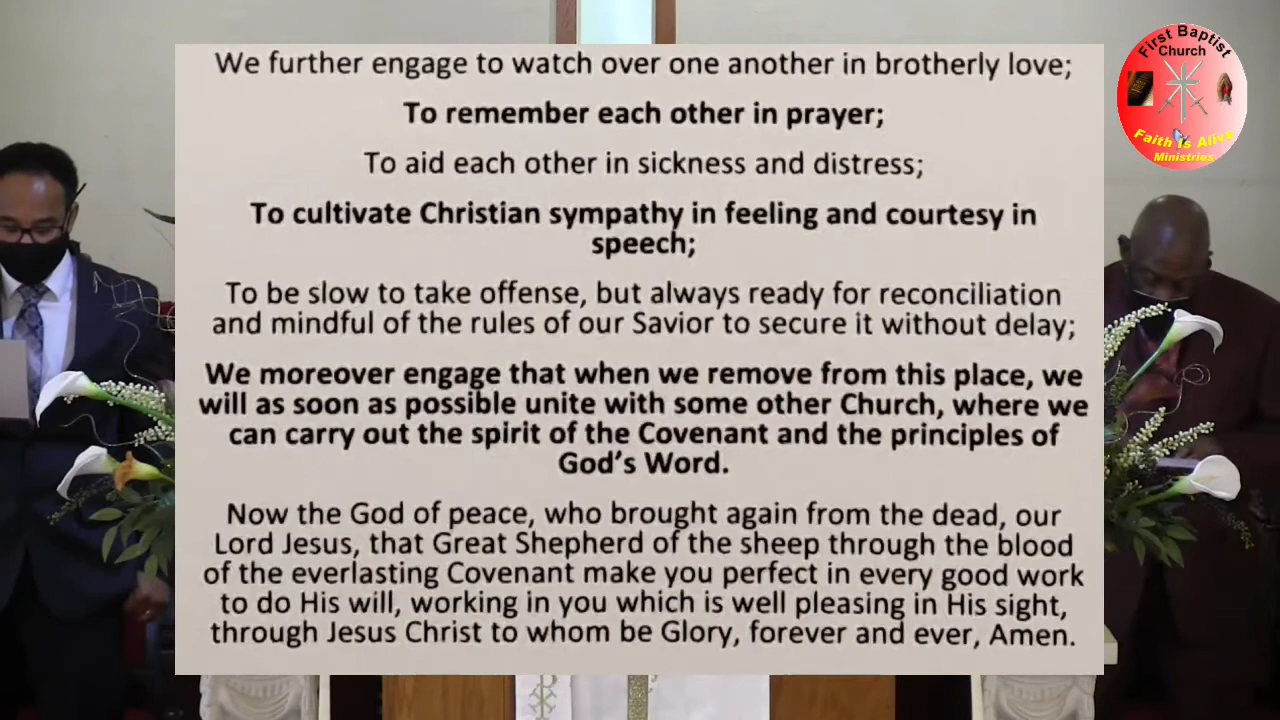 We further engage to watch over one another in brotherly love;
To remember each other in prayer;
To aid each other in sickness and distress;
To cultivate Christian sympathy in feeling and courtesy in
speech;
To be slow to take offense, but always ready for reconciliation
and mindful of the rules of our Savior to secure it without delay;
We moreover engage that when we remove from this place, we
will as soon as possible unite with some other Church, where we
can carry out the spirit of the Covenant and the principles of
God's Word.
Now the God of peace, who brought again from the dead, our
Lord Jesus, that Great Shepherd of the sheep through the blood
of the everlasting Covenant make you perfect in every good work
to do His will, working in you which is well pleasing in His sight,
through Jesus Christ to whom be Glory, forever and ever, Amen.
First Baptist
Church
Faith Is Alive
Ministries